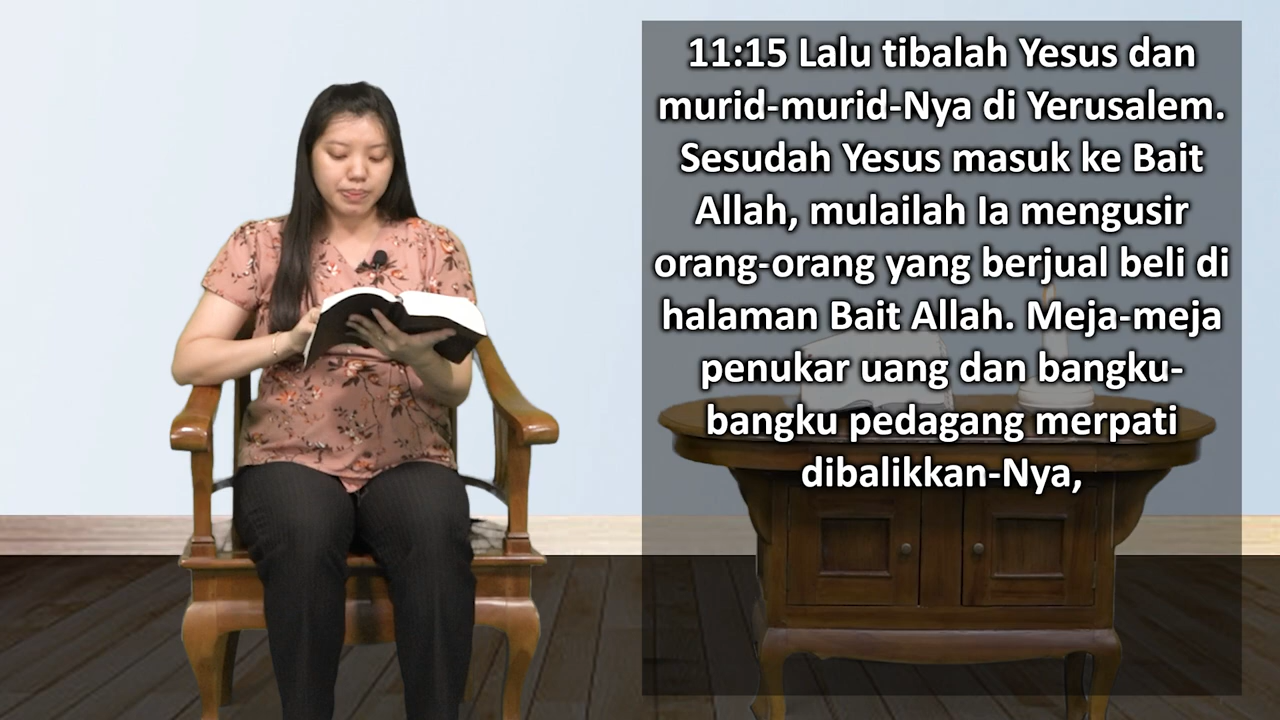 11:15 Lalu tibalah Yesus dan
murid-murid-Nya di Yerusalem.
Sesudah Yesus masuk ke Bait
Allah, mulailah Ia mengusir
orang-orang yang berjual beli di
halaman Bait Allah. Meja-meja
penukar uang dan bangku-
bangku pedagang merpati
dibalikkan-Nya,